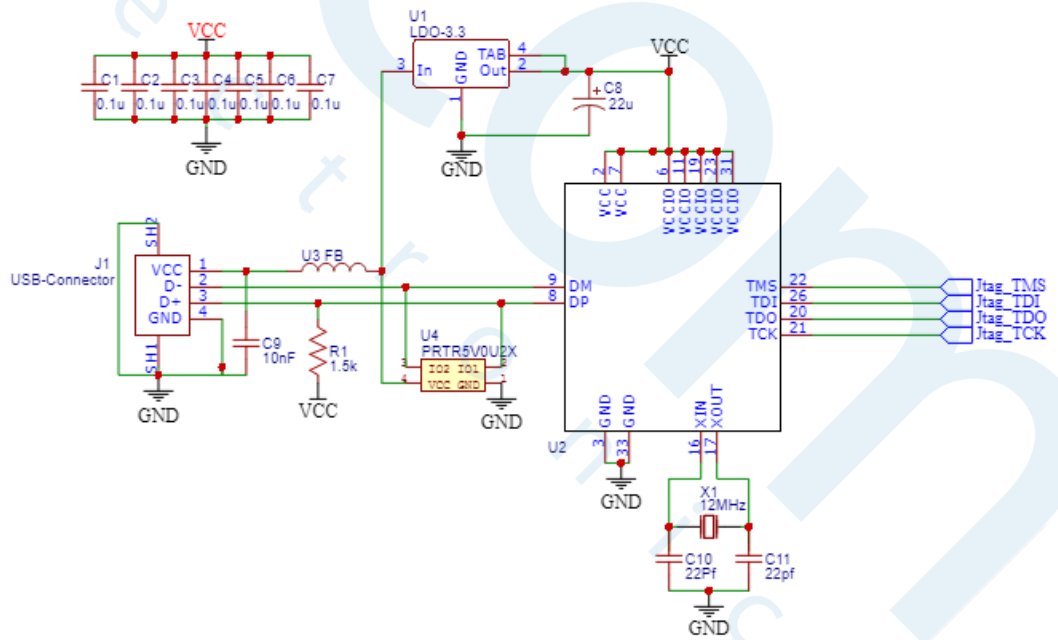 VCC
C1 C2 C3 C4 C5 C6 C7
0.1u 0.1u 0.1u 0.1u 0.1u 0.1u 0.1u
GND
U1
LDO-3.3
3 In GND TAB 4
Out 2
1
GND
VCC
C8
22u
2 7 6 11 19 23 31
VCC VCC VCCIO VCCIO VCCIO VCCIO VCCIO
J1
USB-Connector
SH2
VCC 1
D- 2
D+ 3
GND 4
SH1
GND
C9
10nF
U3 FB
R1
1.5k
VCC
U4
PRTR5V0U2X
3 IO2 IO1
4 VCC GND 1
GND
9 DM
8 DP
TMS 22 Jtag_TMS
TDI 26 Jtag_TDI
TDO 20 Jtag_TDO
TCK 21 Jtag_TCK
GND GND XIN XOUT
3 33 16 17
U2
GND
X1
12MHz
C10
22Pf
C11
22pf
GND